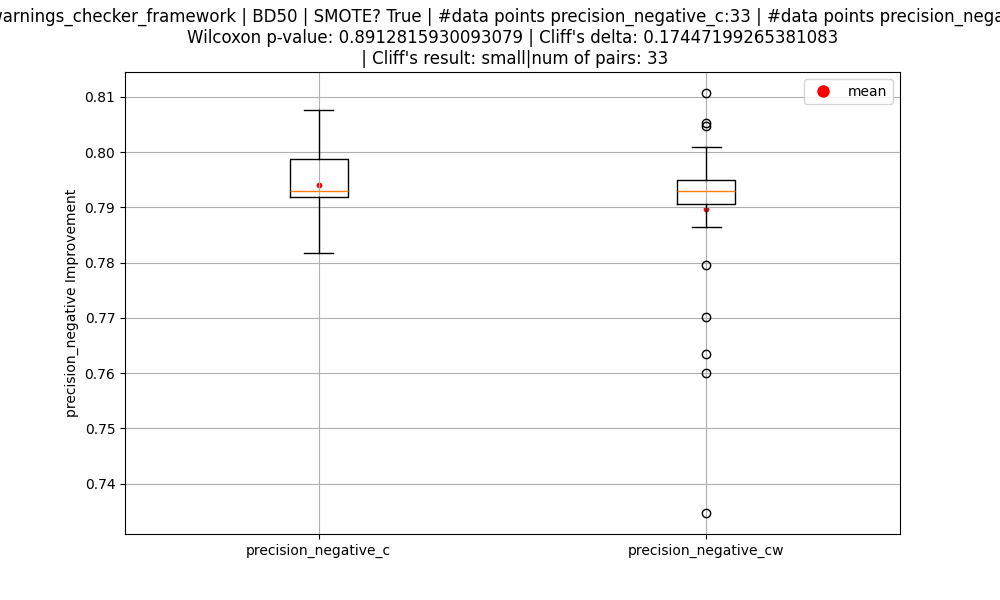 warnings_checker_framework | BD50 | SMOTE? True | #data points precision_negative_c:33 | #data points precision_nega
Wilcoxon p-value: 0.8912815930093079 | Cliff's delta: 0.17447199265381083
| Cliff's result: small|num of pairs: 33
mean
0.81
0.80
0.79
0.78
0.77
0.76
0.75
0.74
precision_negative Improvement
precision_negative_c
precision_negative_cw